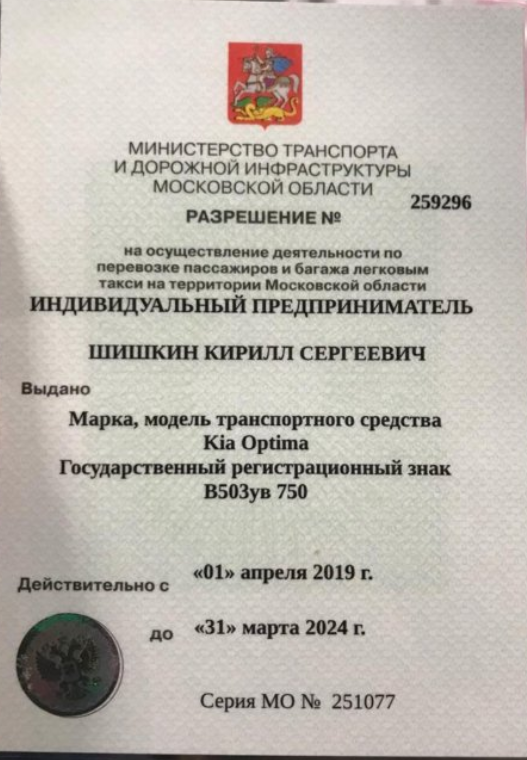 МИНИСТЕРСТВО ТРАНСПОРТА
И ДОРОЖНОЙ ИНФРАСТРУКТУРЫ
МОСКОВСКОЙ ОБЛАСТИ
РАЗРЕШЕНИЕ № 259296
на осуществление деятельности по
перевозке пассажиров и багажа легковым
такси на территории Московской области
ИНДИВИДУАЛЬНЫЙ ПРЕДПРИНИМАТЕЛЬ
ШИШКИН КИРИЛЛ СЕРГЕЕВИЧ
Выдано
Марка, модель транспортного средства
Kia Optima
Государственный регистрационный знак
В503ув 750
Действительно с «01» апреля 2019 г.
до «31» марта 2024 г.
Серия МО № 251077